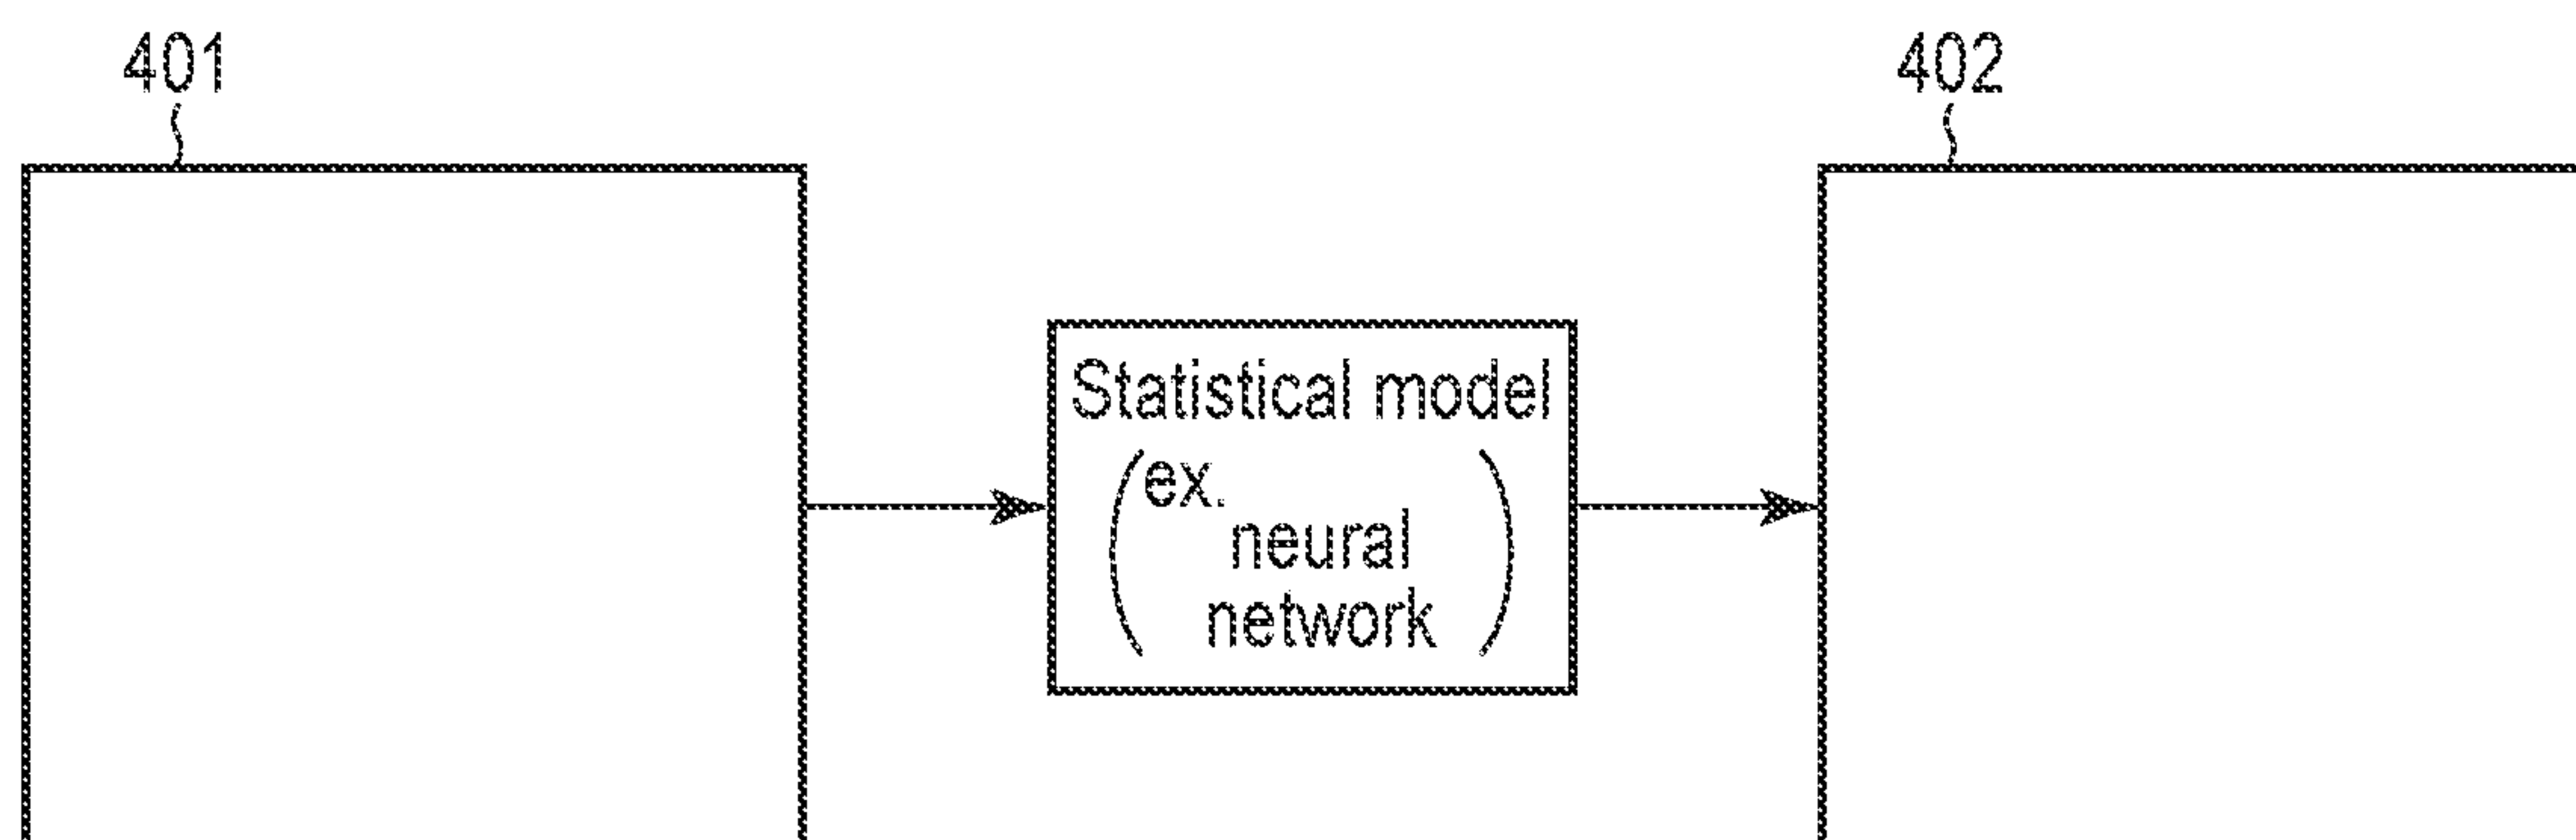 401
402
Statistical model
(ex.
neural
network)